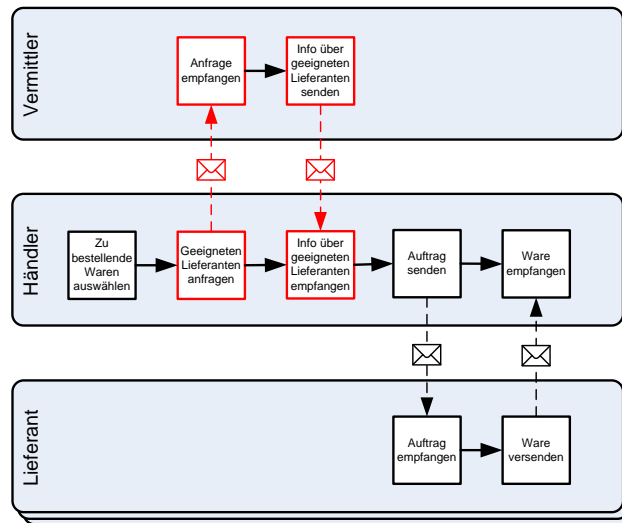 Vermittler
Anfrage
empfangen
Info über
geeigneten
Lieferanten
senden
Händler
Zu
bestellende
Waren
auswählen
Geeigneten
Lieferanten
anfragen
Info über
geeigneten
Lieferanten
empfangen
Auftrag
senden
Ware
empfangen
Lieferant
Auftrag
empfangen
Ware
versenden